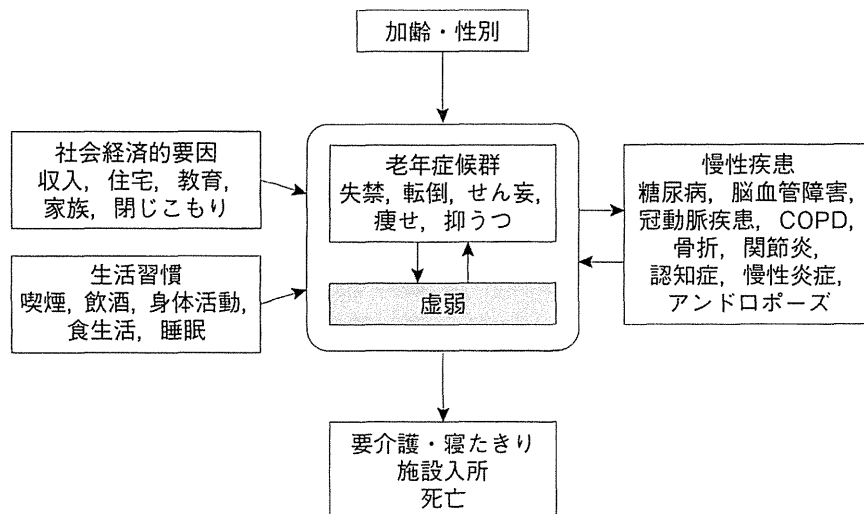 加齢・性別
社会経済的要因
収入，住宅，教育，
家族，閉じこもり
生活習慣
喫煙，飲酒，身体活動，
食生活，睡眠
老年症候群
失禁，転倒，せん妄，
痩せ，抑うつ
虚弱
慢性疾患
糖尿病，脳血管障害，
冠動脈疾患，COPD，
骨折，関節炎，
認知症，慢性炎症，
アンドロポーズ
要介護・寝たきり
施設入所
死亡